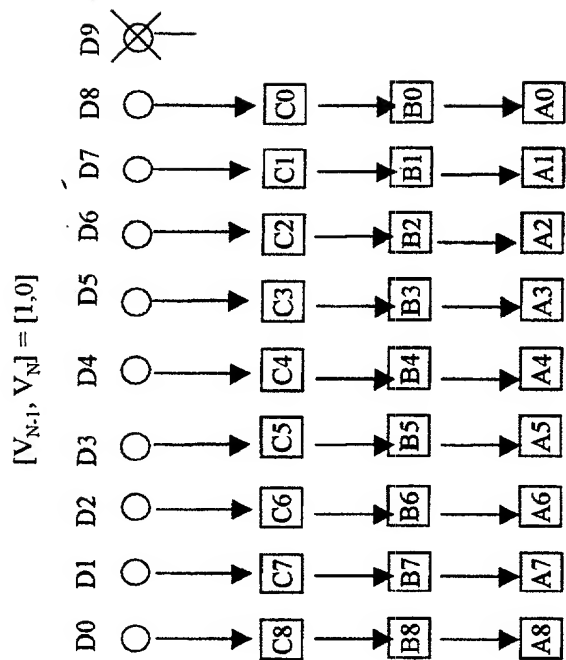 [V_{N-1}, V_N] = [1,0]
D0 D1 D2 D3 D4 D5 D6 D7 D8 D9
C8 C7 C6 C5 C4 C3 C2 C1 C0
B8 B7 B6 B5 B4 B3 B2 B1 B0
A8 A7 A6 A5 A4 A3 A2 A1 A0